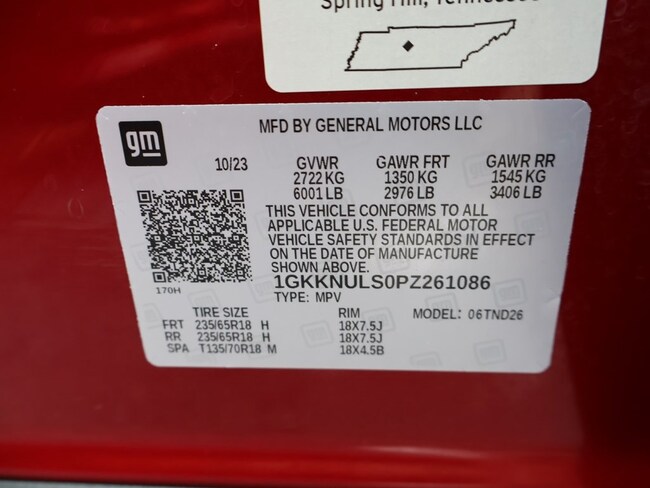 Spring Hill, Tennessee
gm
MFD BY GENERAL MOTORS LLC
10/23 GVWR GAWR FRT GAWR RR
2722 KG 1350 KG 1545 KG
6001 LB 2976 LB 3406 LB
THIS VEHICLE CONFORMS TO ALL
APPLICABLE U.S. FEDERAL MOTOR
VEHICLE SAFETY STANDARDS IN EFFECT
ON THE DATE OF MANUFACTURE
SHOWN ABOVE.
170H
1GKKNULS0PZ261086
TYPE: MPV
TIRE SIZE RIM MODEL: 06TND26
FRT 235/65R18 H 18X7.5J
RR 235/65R18 H 18X7.5J
SPA T135/70R18 M 18X4.5B